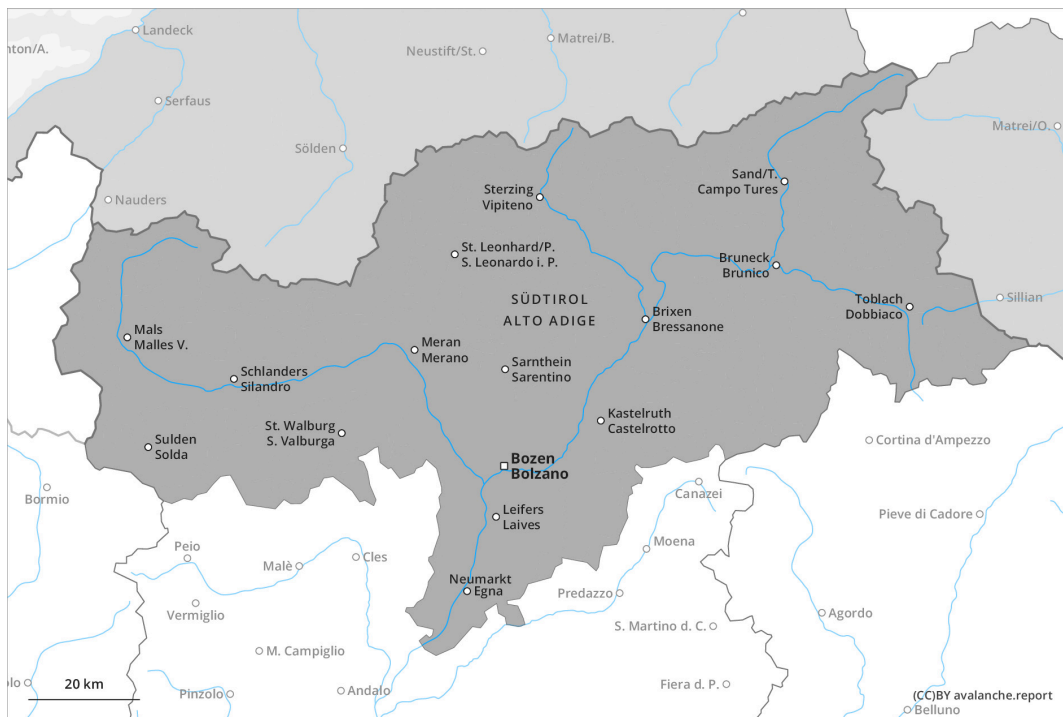 Landeck
nton/A.
Neustift/St.
Matrei/B.
Serfaus
Matrei/O.
Sölden
Nauders
Sterzing
Vipiteno
Sand/T.
Campo Tures
St. Leonhard/P.
S. Leonardo i. P.
Bruneck
Brunico
SÜDTIROL
ALTO ADIGE
Brixen
Bressanone
Toblach
Dobbiaco
Sillian
Mals
Malles V.
Meran
Merano
Schlanders
Silandro
Sarnthein
Sarentino
Kastelruth
Castelrotto
St. Walburg
S. Valburga
Sulden
Solda
Cortina d'Ampezzo
Bozen
Bolzano
Bormio
Canazei
Leifers
Laives
Pieve di Cadore
Peio
Malè
Cles
Moena
Neumarkt
Egna
Predazzo
Vermiglio
Agordo
S. Martino d. C.
M. Campiglio
olo
20 km
Pinzolo
Andalo
Fiera d. P.
(CC)BY avalanche.report
Belluno